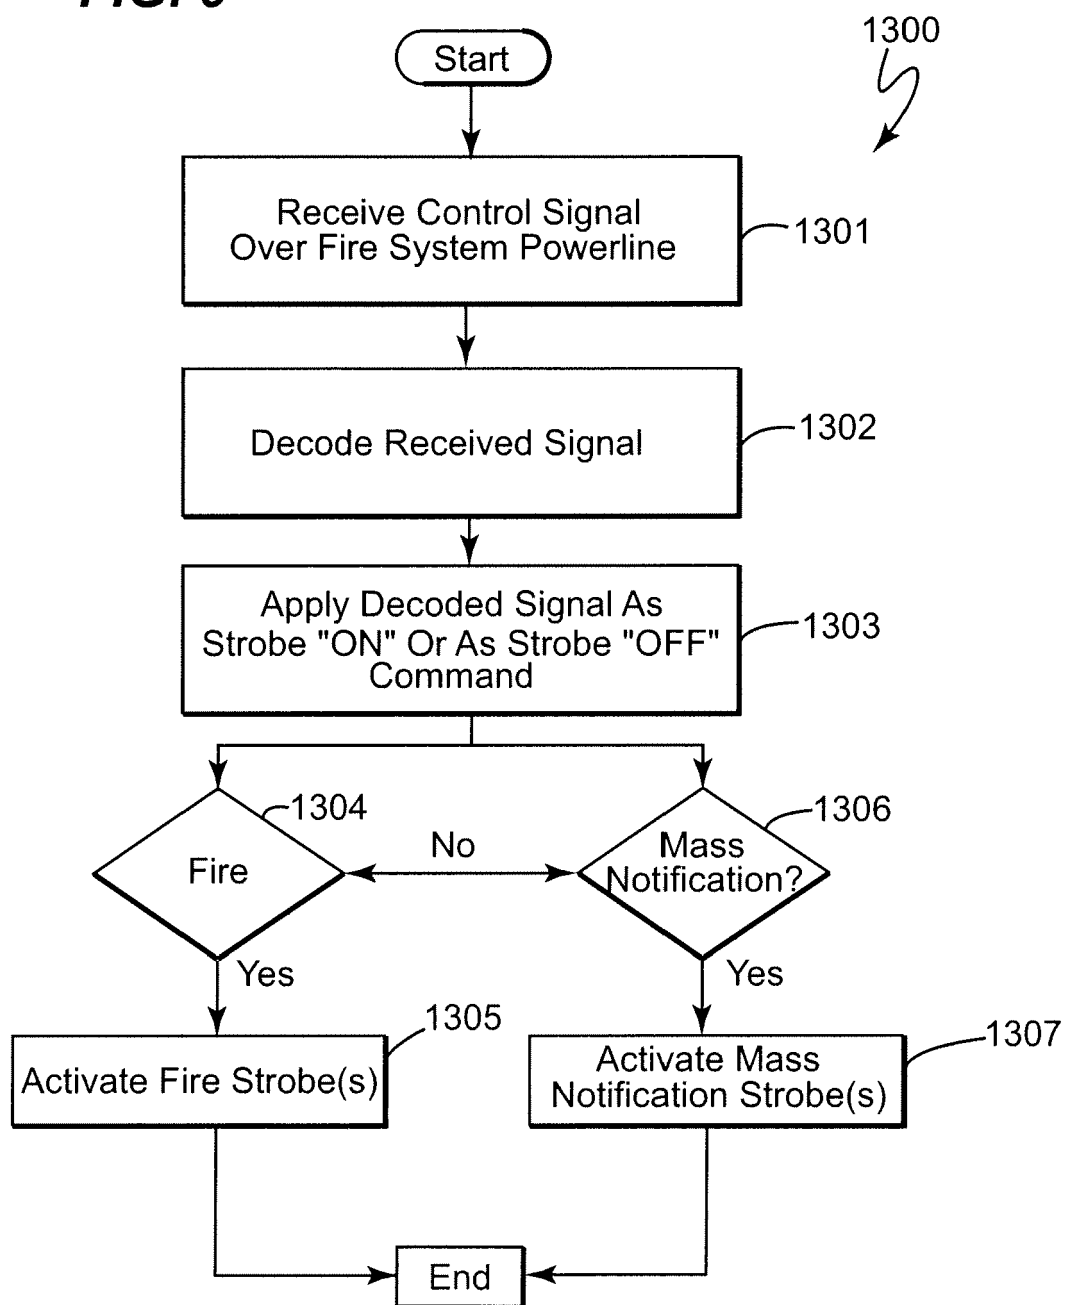 Start
1300
Receive Control Signal
Over Fire System Powerline
1301
Decode Received Signal
1302
Apply Decoded Signal As
Strobe "ON" Or As Strobe "OFF"
Command
1303
1304
Fire
No
1306
Mass
Notification?
Yes
Yes
1305
Activate Fire Strobe(s)
1307
Activate Mass
Notification Strobe(s)
End